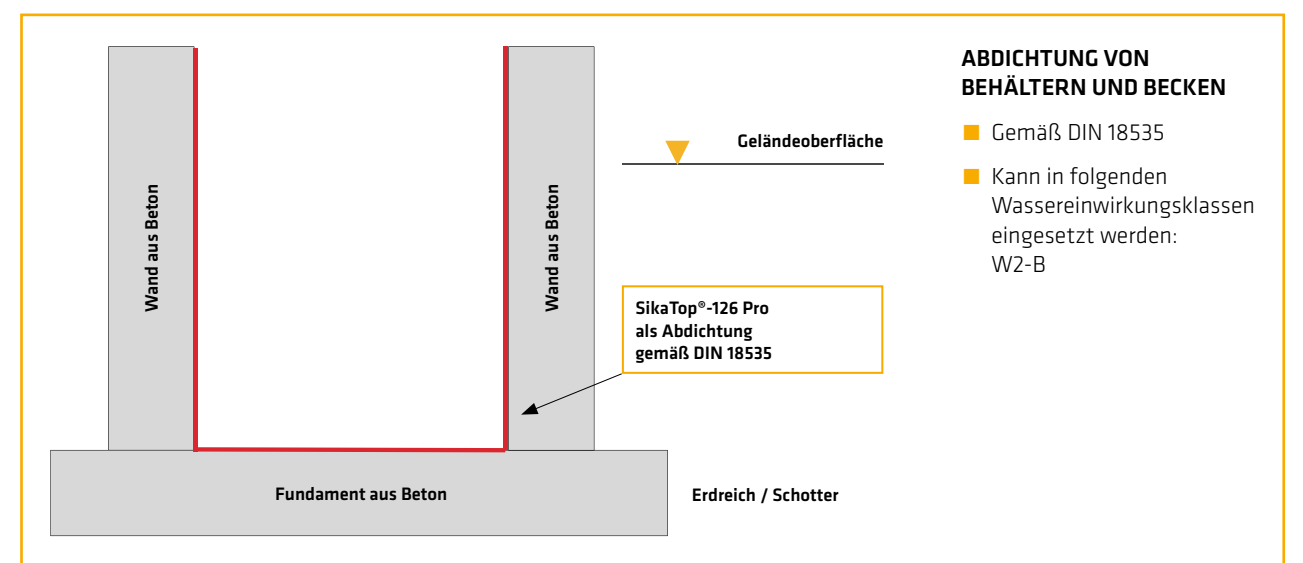 ABDICHTUNG VON
BEHÄLTERN UND BECKEN
Gemäß DIN 18535
Kann in folgenden
Wassereinwirkungsklassen
eingesetzt werden:
W2-B
Geländeoberfläche
Wand aus Beton
Wand aus Beton
SikaTop®-126 Pro
als Abdichtung
gemäß DIN 18535
Fundament aus Beton
Erdreich / Schotter